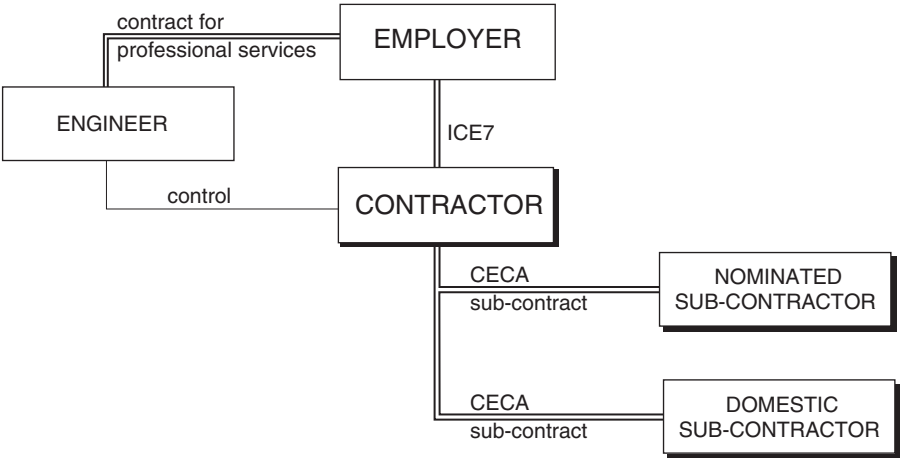 contract for
professional services
EMPLOYER
ENGINEER
ICE7
control
CONTRACTOR
CECA
sub-contract
NOMINATED
SUB-CONTRACTOR
CECA
sub-contract
DOMESTIC
SUB-CONTRACTOR